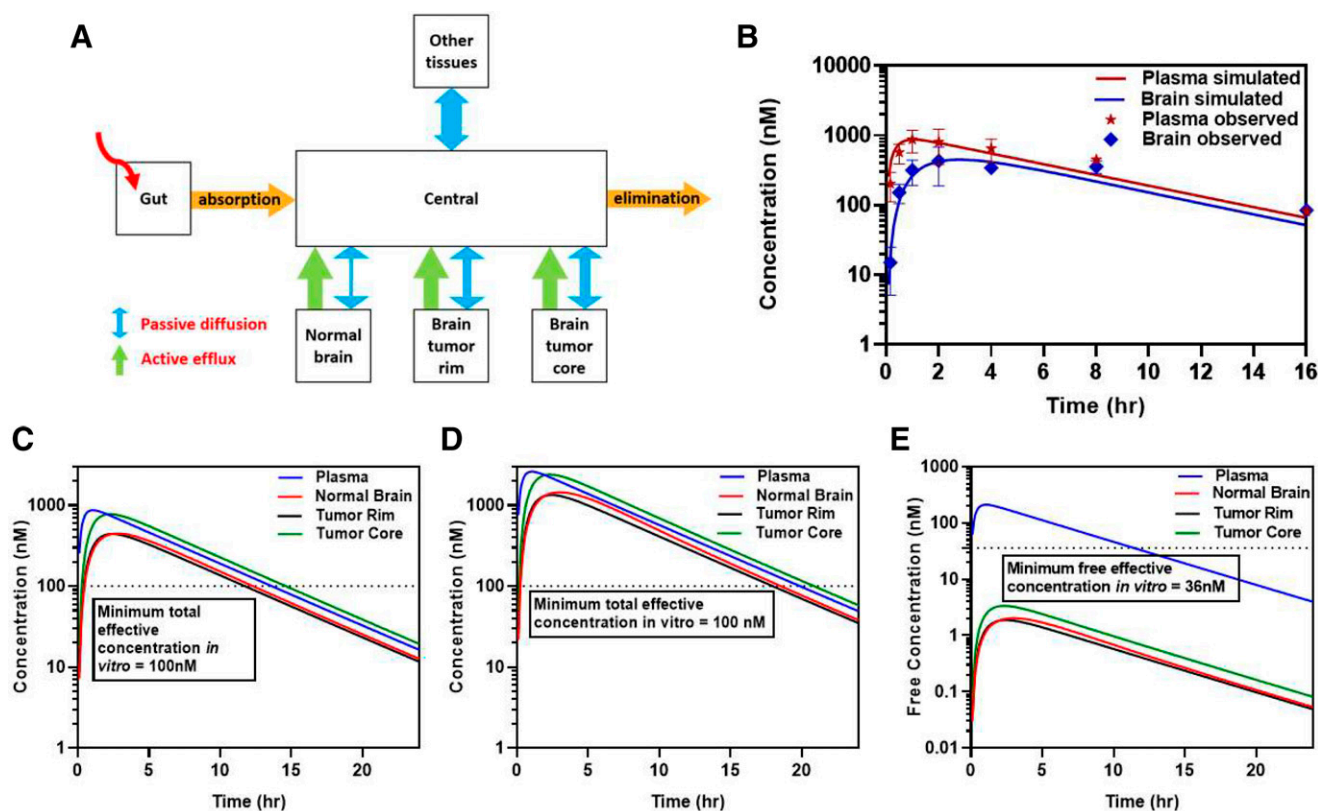 A
Other
tissues
Gut
absorption
Central
elimination
Passive diffusion
Active efflux
Normal
brain
Brain
tumor
rim
Brain
tumor
core
B
Concentration (nM)
10000
1000
100
10
1
Plasma simulated
Brain simulated
Plasma observed
Brain observed
0 2 4 6 8 10 12 14 16
Time (hr)
C
Concentration (nM)
1000
100
10
1
Plasma
Normal Brain
Tumor Rim
Tumor Core
Minimum total
effective
concentration in
vitro = 100nM
0 5 10 15 20
Time (hr)
D
Concentration (nM)
1000
100
10
1
Plasma
Normal Brain
Tumor Rim
Tumor Core
Minimum total effective
concentration in vitro = 100 nM
0 5 10 15 20
Time (hr)
E
Free Concentration (nM)
1000
100
10
1
0.1
0.01
Plasma
Normal Brain
Tumor Rim
Tumor Core
Minimum free effective
concentration in vitro = 36nM
0 5 10 15 20
Time (hr)